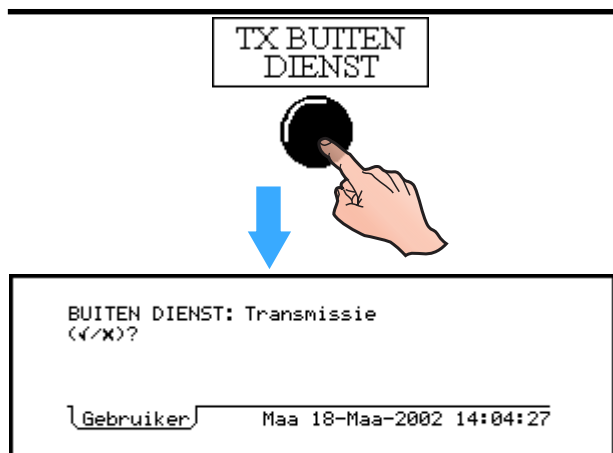 TX BUITEN
DIENST
BUITEN DIENST: Transmissie
(√/x)?
Gebruiker Maa 18-Maa-2002 14:04:27